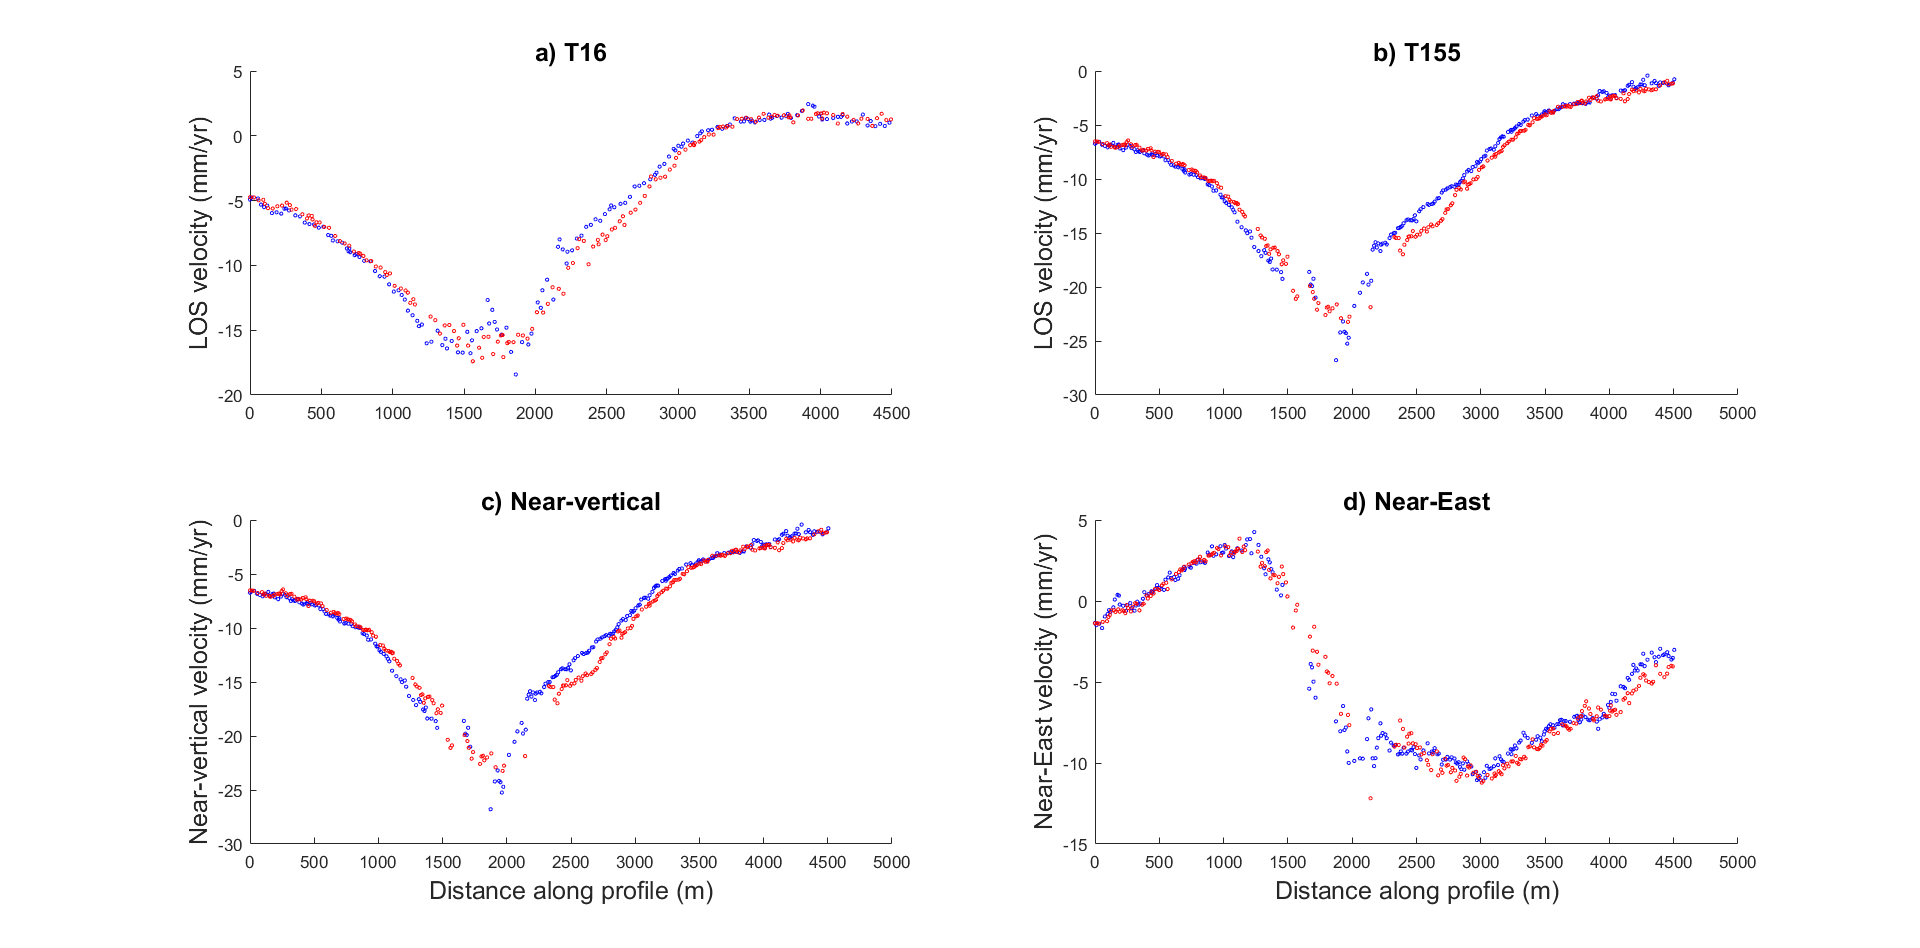 a) T16
LOS velocity (mm/yr)
5
0
-5
-10
-15
-20
0 500 1000 1500 2000 2500 3000 3500 4000 4500
b) T155
LOS velocity (mm/yr)
0
-5
-10
-15
-20
-25
-30
0 500 1000 1500 2000 2500 3000 3500 4000 4500 5000
c) Near-vertical
Near-vertical velocity (mm/yr)
0
-5
-10
-15
-20
-25
-30
0 500 1000 1500 2000 2500 3000 3500 4000 4500 5000
Distance along profile (m)
d) Near-East
Near-East velocity (mm/yr)
5
0
-5
-10
-15
0 500 1000 1500 2000 2500 3000 3500 4000 4500 5000
Distance along profile (m)